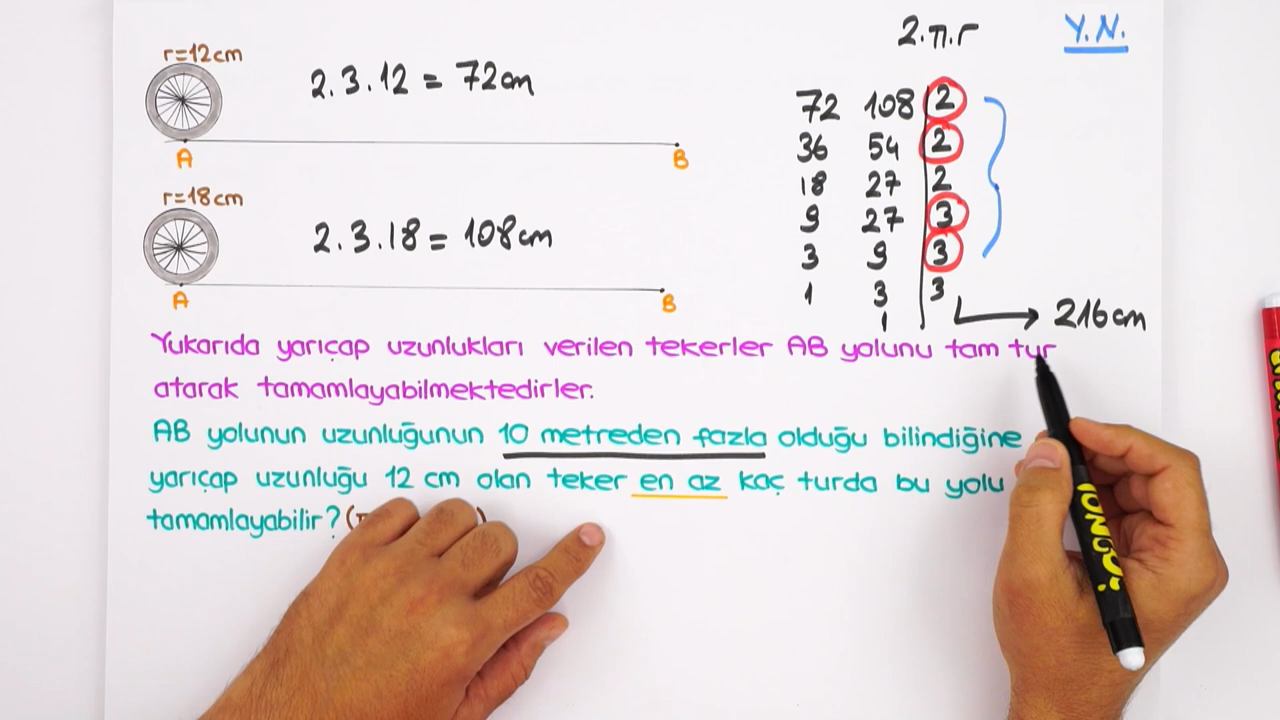 2.π.r
Y.N.
r=12cm
2.3.12 = 72cm
A
B
r=18cm
2.3.18 = 108cm
A
B
72 108 2
36 54 2
18 27 2
9 27 3
3 9 3
1 3 3
1
216cm
Yukarıda yarıçap uzunlukları verilen tekerler AB yolunu tam tur
atarak tamamlayabilmektedirler.
AB yolunun uzunluğunun 10 metreden fazla olduğu bilindiğine
yarıçap uzunluğu 12 cm olan teker en az kaç turda bu yolu
tamamlayabilir?